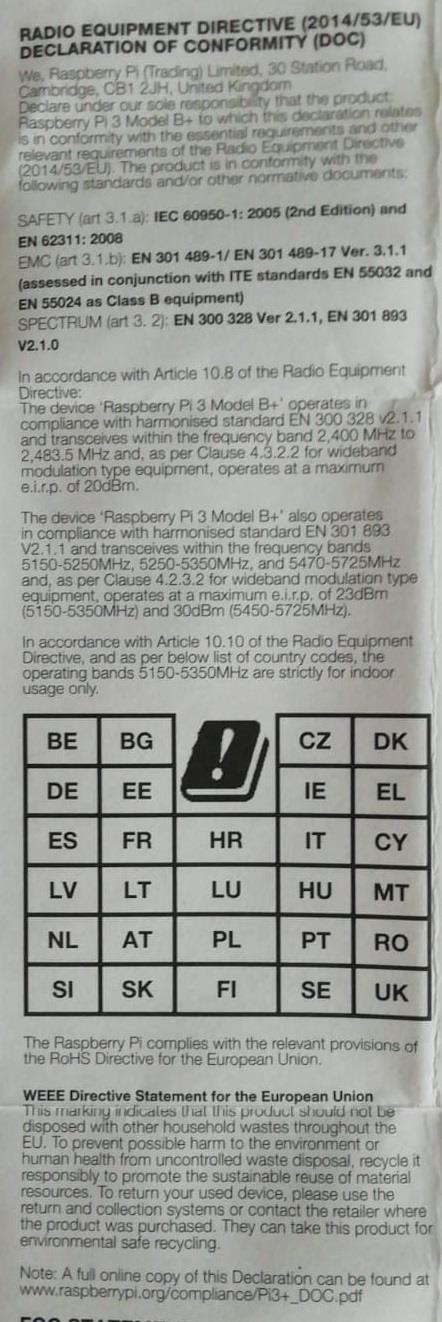 RADIO EQUIPMENT DIRECTIVE (2014/53/EU)
DECLARATION OF CONFORMITY (DOC)
We, Raspberry Pi (Trading) Limited, 30 Station Road,
Cambridge, CB1 2JH, United Kingdom
Declare under our sole responsibility that the product:
Raspberry Pi 3 Model B+ to which this declaration relates
is in conformity with the essential requirements and other
relevant requirements of the Radio Equipment Directive
(2014/53/EU). The product is in conformity with the
following standards and/or other normative documents:
SAFETY (art 3.1.a): IEC 60950-1: 2005 (2nd Edition) and
EN 62311: 2008
EMC (art 3.1.b): EN 301 489-1/ EN 301 489-17 Ver. 3.1.1
(assessed in conjunction with ITE standards EN 55032 and
EN 55024 as Class B equipment)
SPECTRUM (art 3. 2): EN 300 328 Ver 2.1.1, EN 301 893
V2.1.0
In accordance with Article 10.8 of the Radio Equipment
Directive:
The device ‘Raspberry Pi 3 Model B+’ operates in
compliance with harmonised standard EN 300 328 v2.1.1
and transceives within the frequency band 2,400 MHz to
2,483.5 MHz and, as per Clause 4.3.2.2 for wideband
modulation type equipment, operates at a maximum
e.i.r.p. of 20dBm.
The device ‘Raspberry Pi 3 Model B+’ also operates
in compliance with harmonised standard EN 301 893
V2.1.1 and transceives within the frequency bands
5150-5250MHz, 5250-5350MHz, and 5470-5725MHz
and, as per Clause 4.2.3.2 for wideband modulation type
equipment, operates at a maximum e.i.r.p. of 23dBm
(5150-5350MHz) and 30dBm (5450-5725MHz).
In accordance with Article 10.10 of the Radio Equipment
Directive, and as per below list of country codes, the
operating bands 5150-5350MHz are strictly for indoor
usage only.
BE BG ! CZ DK
DE EE IE EL
ES FR HR IT CY
LV LT LU HU MT
NL AT PL PT RO
SI SK FI SE UK
The Raspberry Pi complies with the relevant provisions of
the RoHS Directive for the European Union.
WEEE Directive Statement for the European Union
This marking indicates that this product should not be
disposed with other household wastes throughout the
EU. To prevent possible harm to the environment or
human health from uncontrolled waste disposal, recycle it
responsibly to promote the sustainable reuse of material
resources. To return your used device, please use the
return and collection systems or contact the retailer where
the product was purchased. They can take this product for
environmental safe recycling.
Note: A full online copy of this Declaration can be found at
www.raspberrypi.org/compliance/Pi3+_DOC.pdf